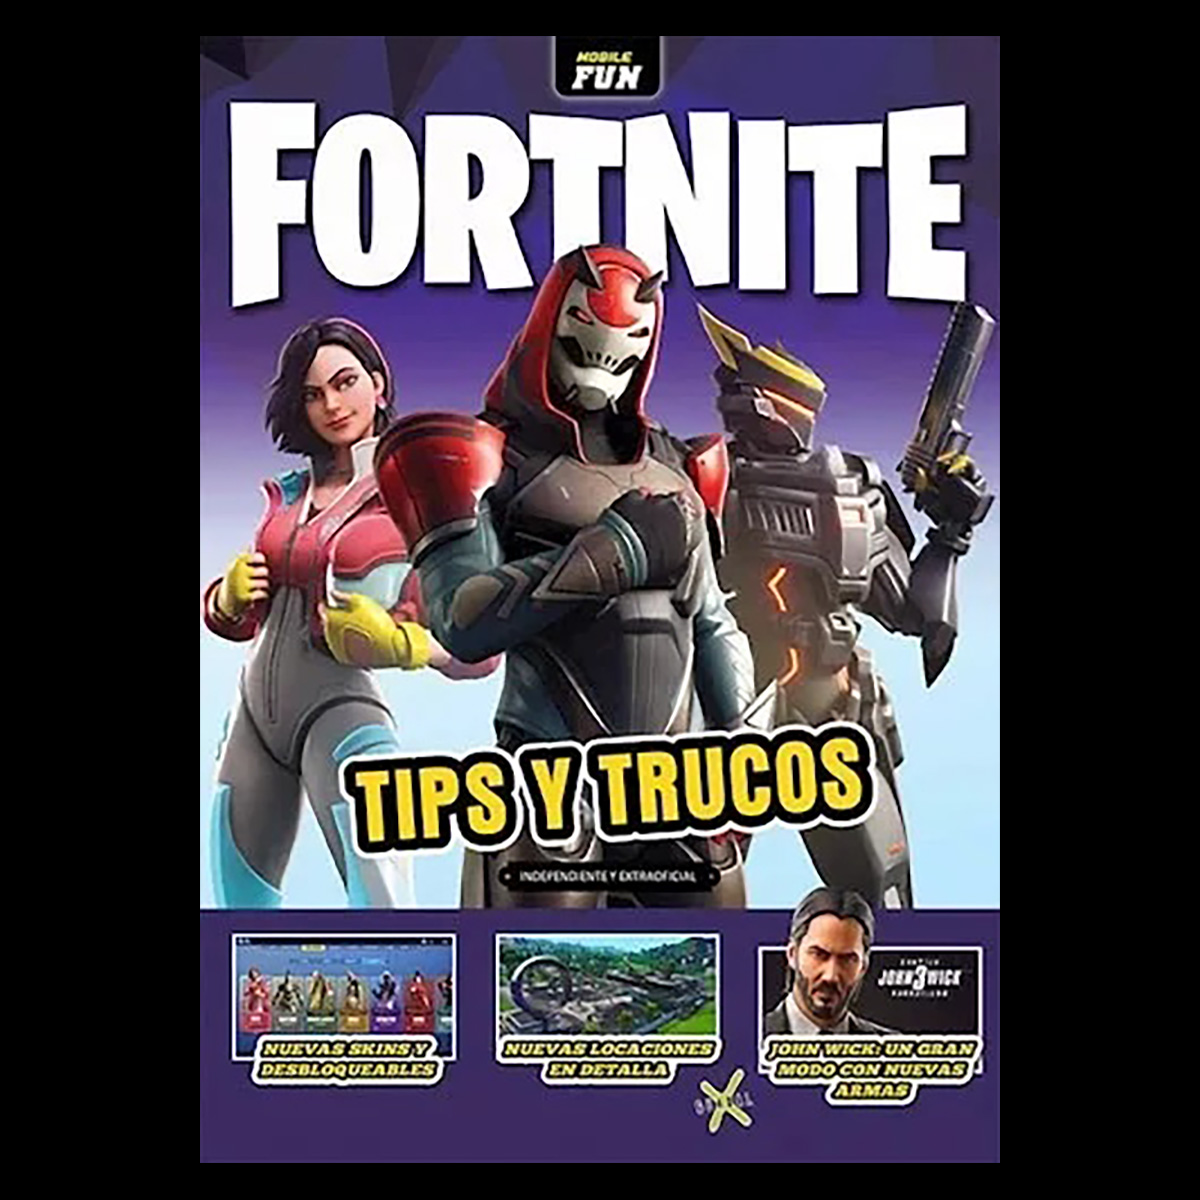 MOBILE
FUN
FORTNITE
TIPS Y TRUCOS
INDEPENDIENTE Y EXTRAOFICIAL
NUEVAS SKINS Y
DESBLOQUEABLES
NUEVAS LOCACIONES
EN DETALLA
JOHN 3 WICK
JOHN WICK: UN GRAN
MODO CON NUEVAS
ARMAS